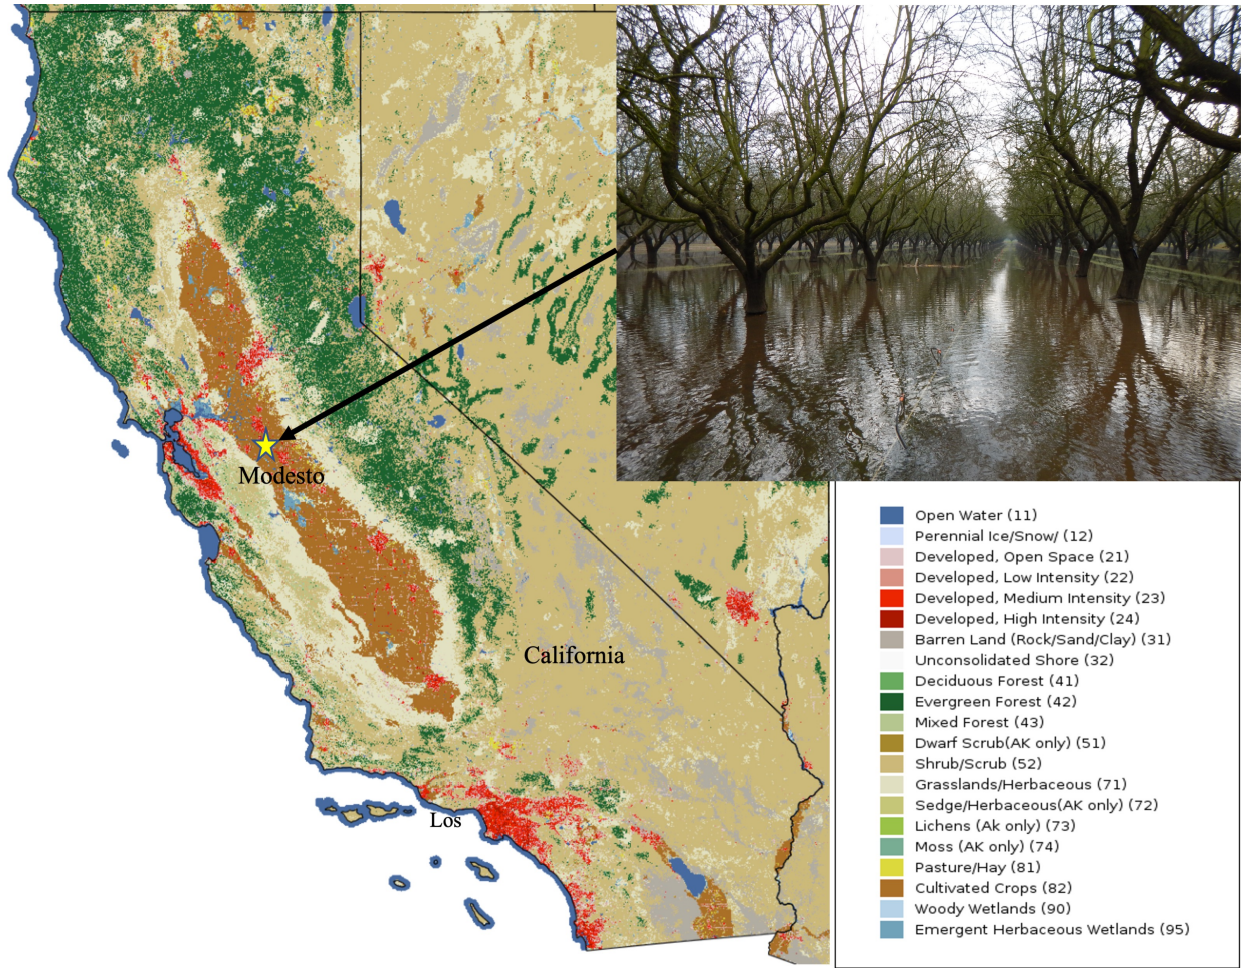 Modesto
California
Los
Open Water (11)
Perennial Ice/Snow/ (12)
Developed, Open Space (21)
Developed, Low Intensity (22)
Developed, Medium Intensity (23)
Developed, High Intensity (24)
Barren Land (Rock/Sand/Clay) (31)
Unconsolidated Shore (32)
Deciduous Forest (41)
Evergreen Forest (42)
Mixed Forest (43)
Dwarf Scrub(AK only) (51)
Shrub/Scrub (52)
Grasslands/Herbaceous (71)
Sedge/Herbaceous(AK only) (72)
Lichens (Ak only) (73)
Moss (AK only) (74)
Pasture/Hay (81)
Cultivated Crops (82)
Woody Wetlands (90)
Emergent Herbaceous Wetlands (95)